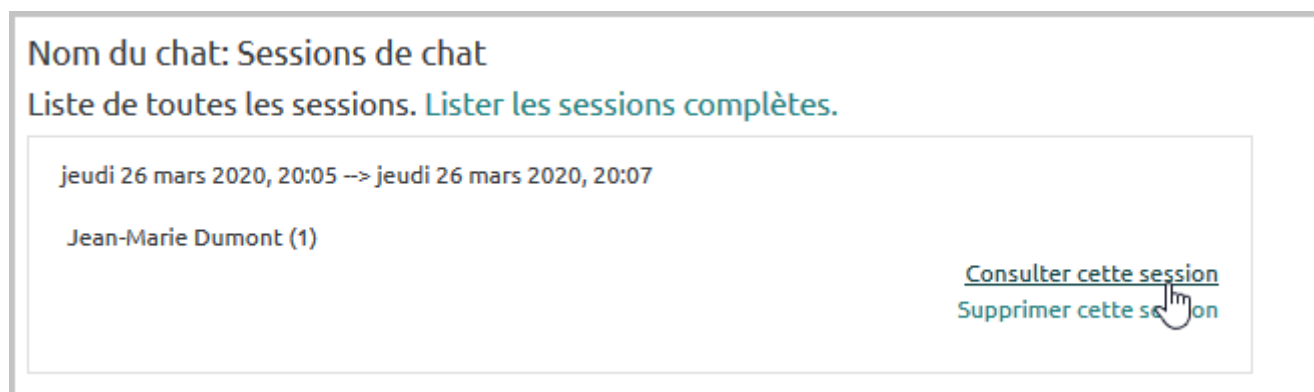 Nom du chat: Sessions de chat
Liste de toutes les sessions. Lister les sessions complètes.
jeudi 26 mars 2020, 20:05 --> jeudi 26 mars 2020, 20:07
Jean-Marie Dumont (1)
Consulter cette session
Supprimer cette session